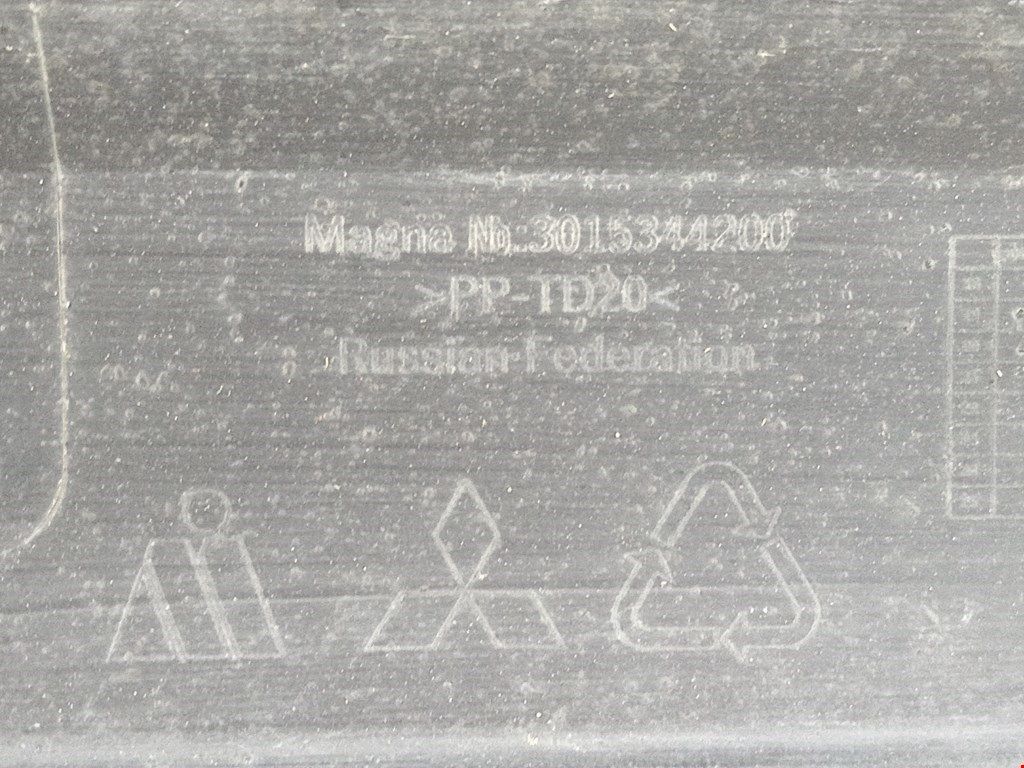 Magna No.:3015344200
>PP-TD20<
Russian Federation